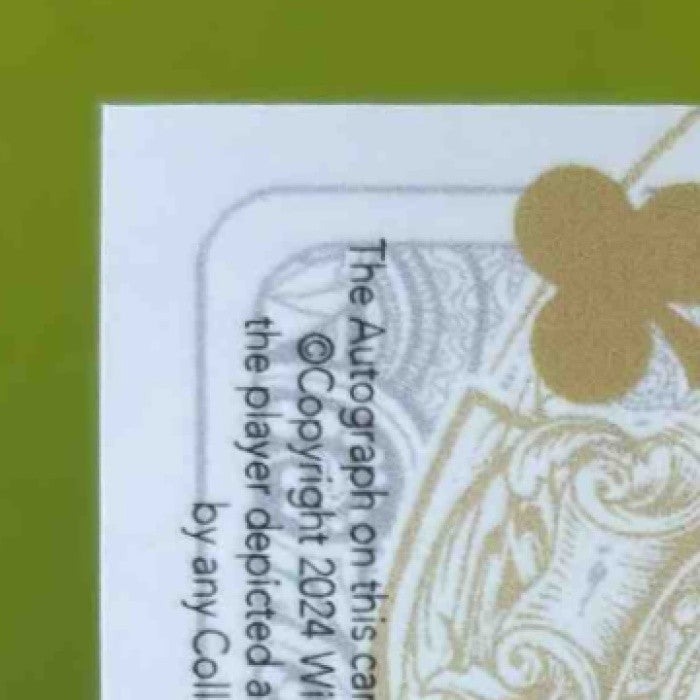 The Autograph on this car
©Copyright 2024 Wi
the player depicted a
by any Coll